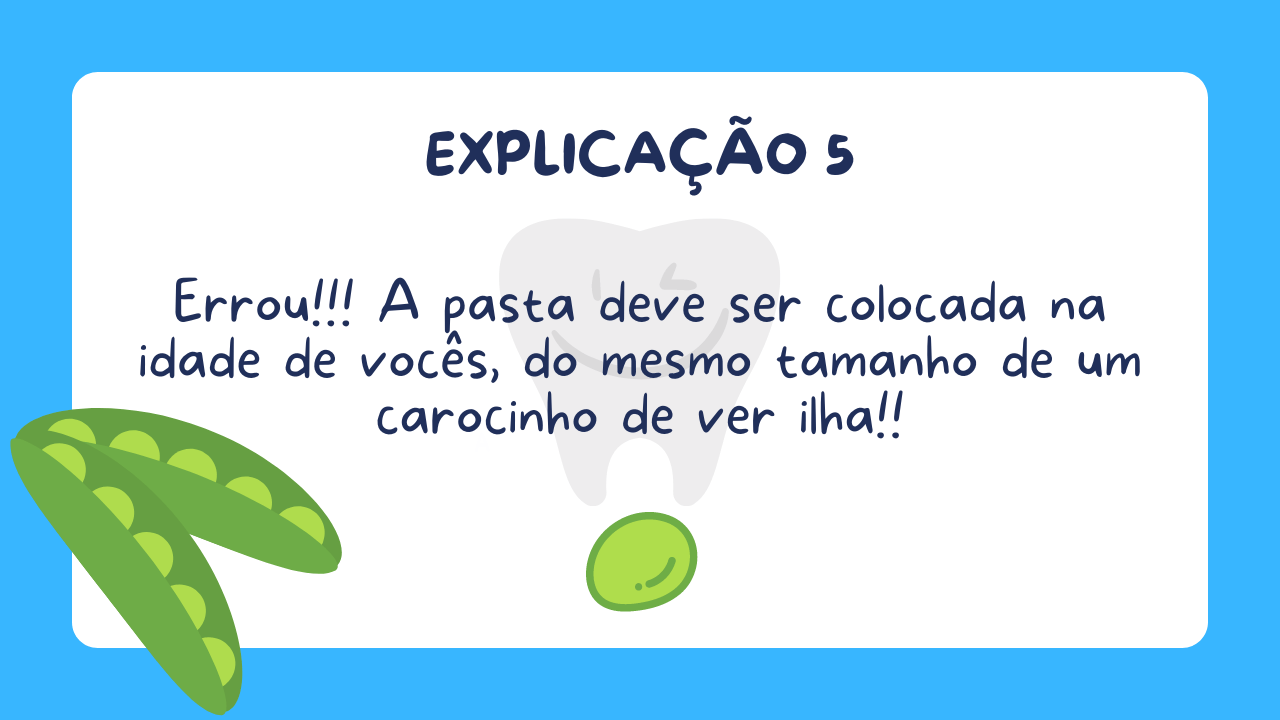 EXPLICAÇÃO 5
Errou!!! A pasta deve ser colocada na
idade de vocês, do mesmo tamanho de um
carocinho de ver ilha!!